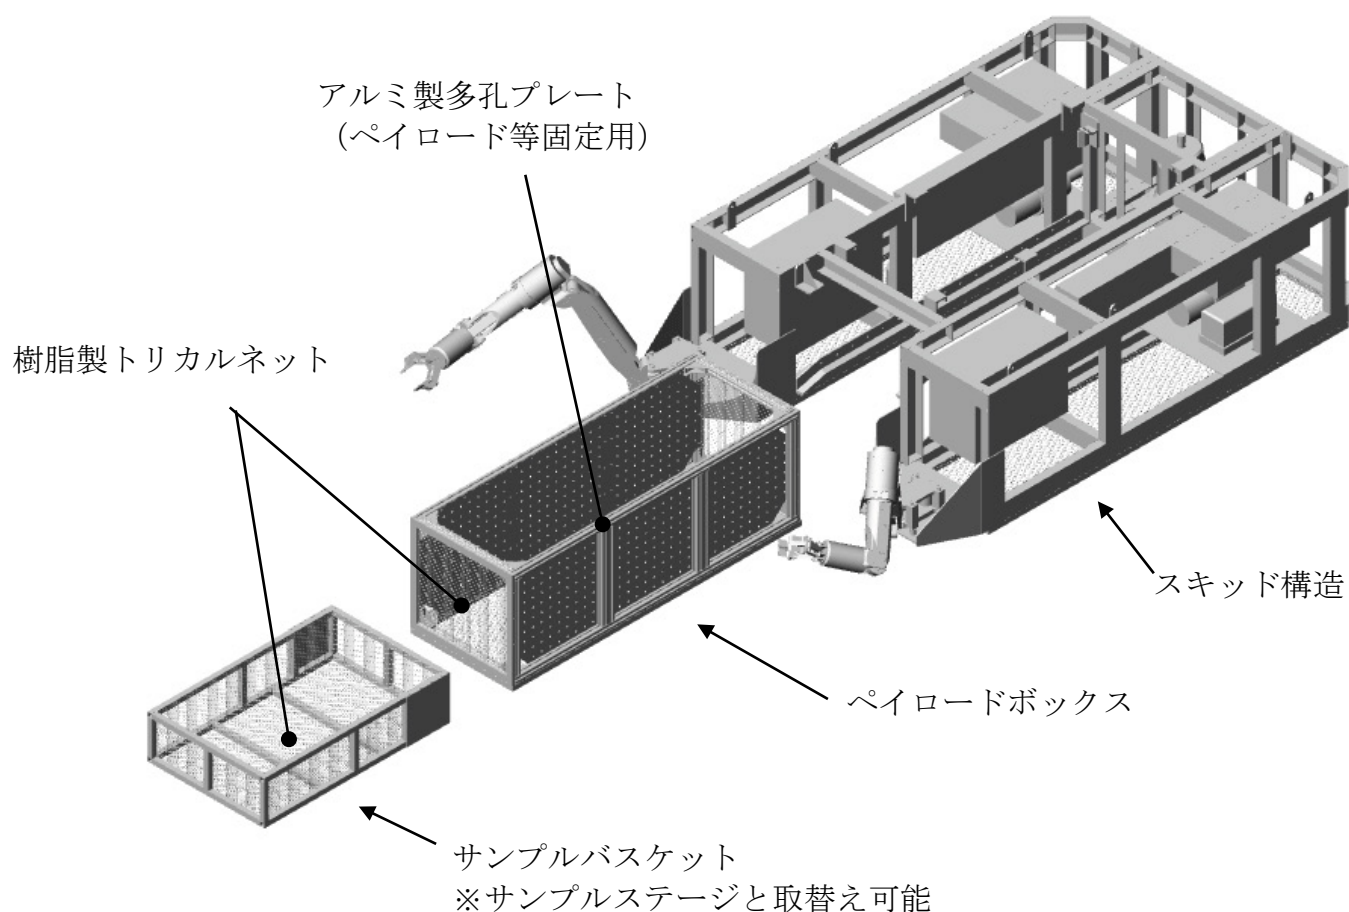 アルミ製多孔プレート
（ペイロード等固定用）
樹脂製トリカルネット
スキッド構造
ペイロードボックス
サンプルバスケット
※サンプルステージと取替え可能